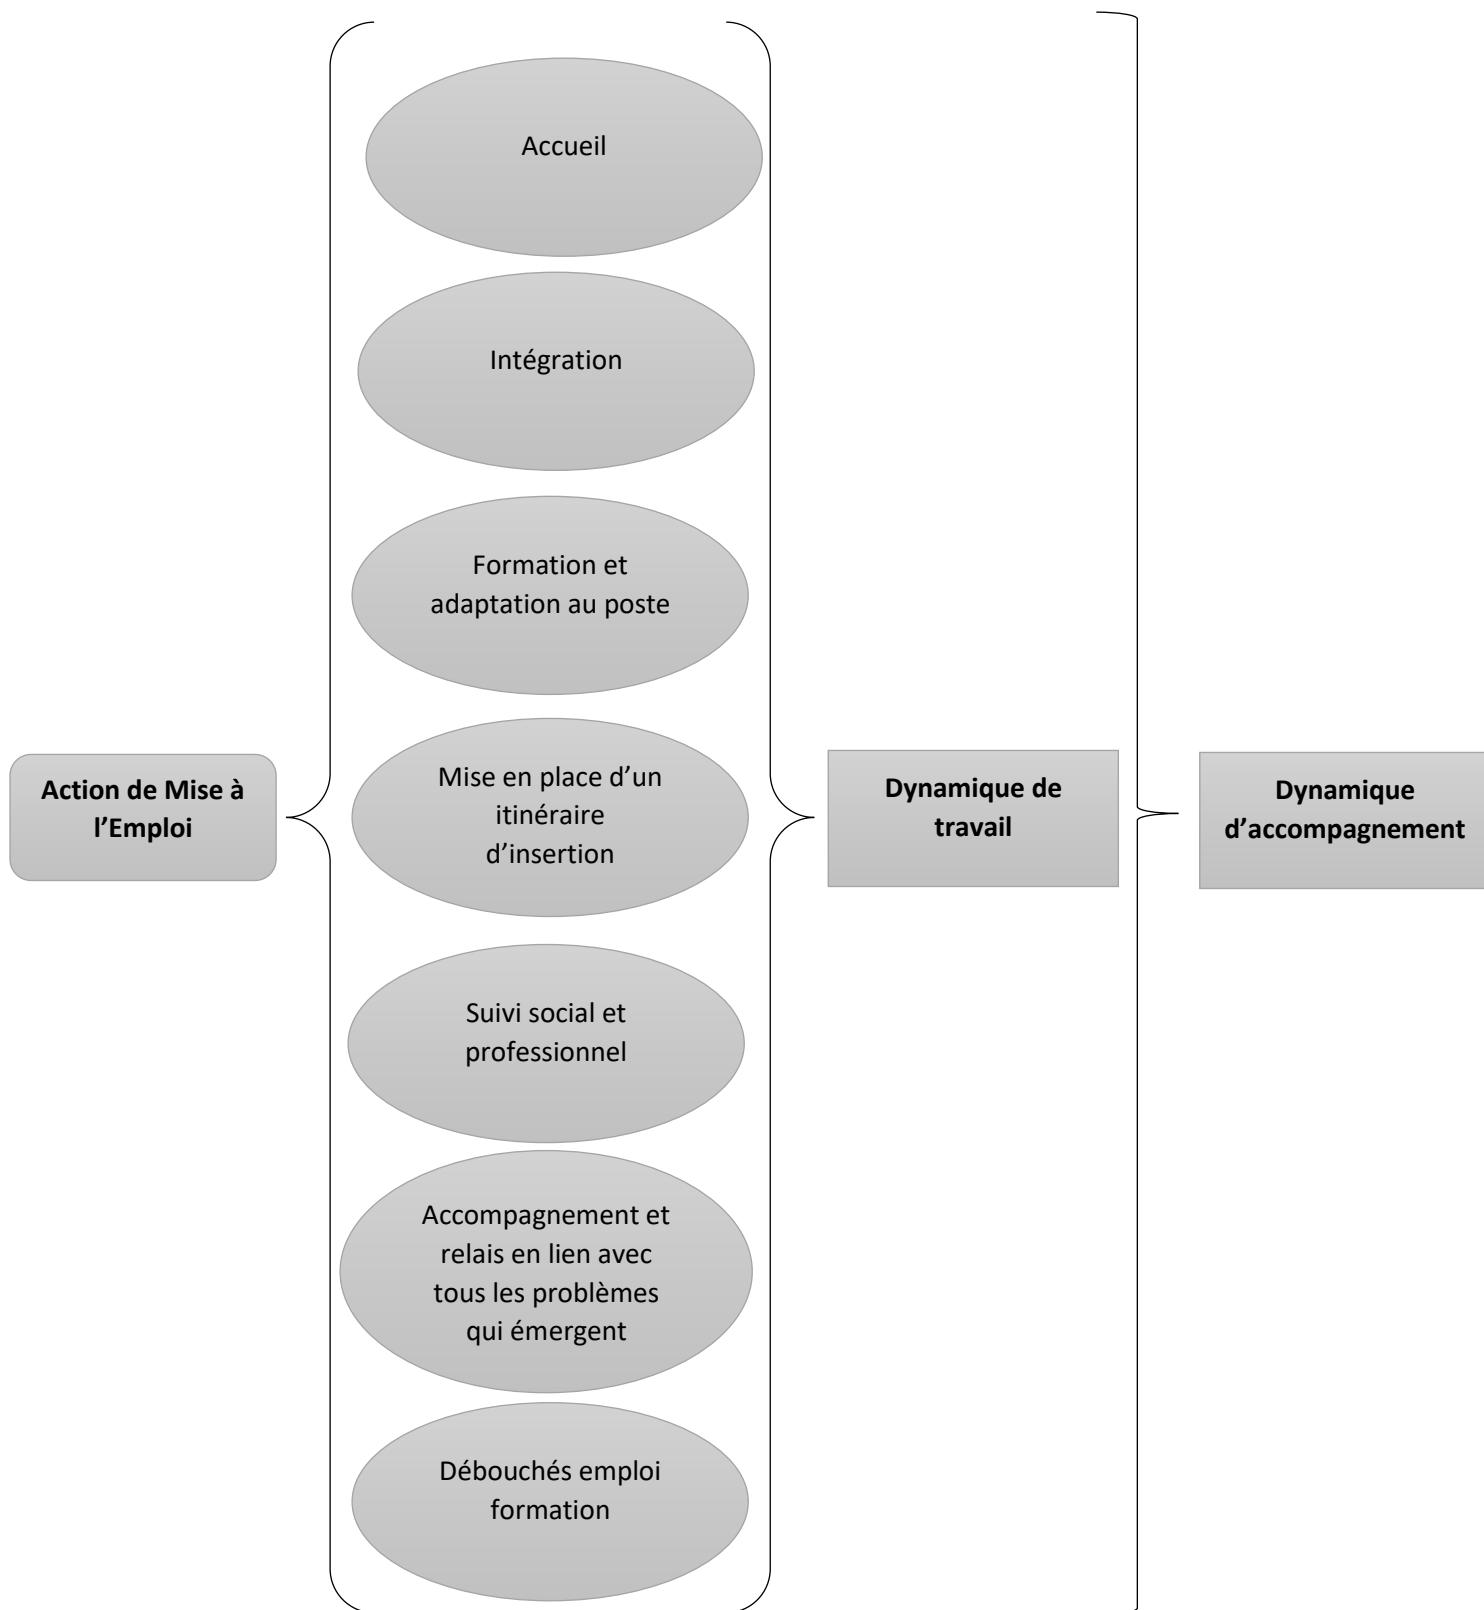 Accueil
Intégration
Formation et
adaptation au poste
Action de Mise à
l’Emploi
Mise en place d’un
itinéraire
d’insertion
Dynamique de
travail
Dynamique
d’accompagnement
Suivi social et
professionnel
Accompagnement et
relais en lien avec
tous les problèmes
qui émergent
Débouchés emploi
formation